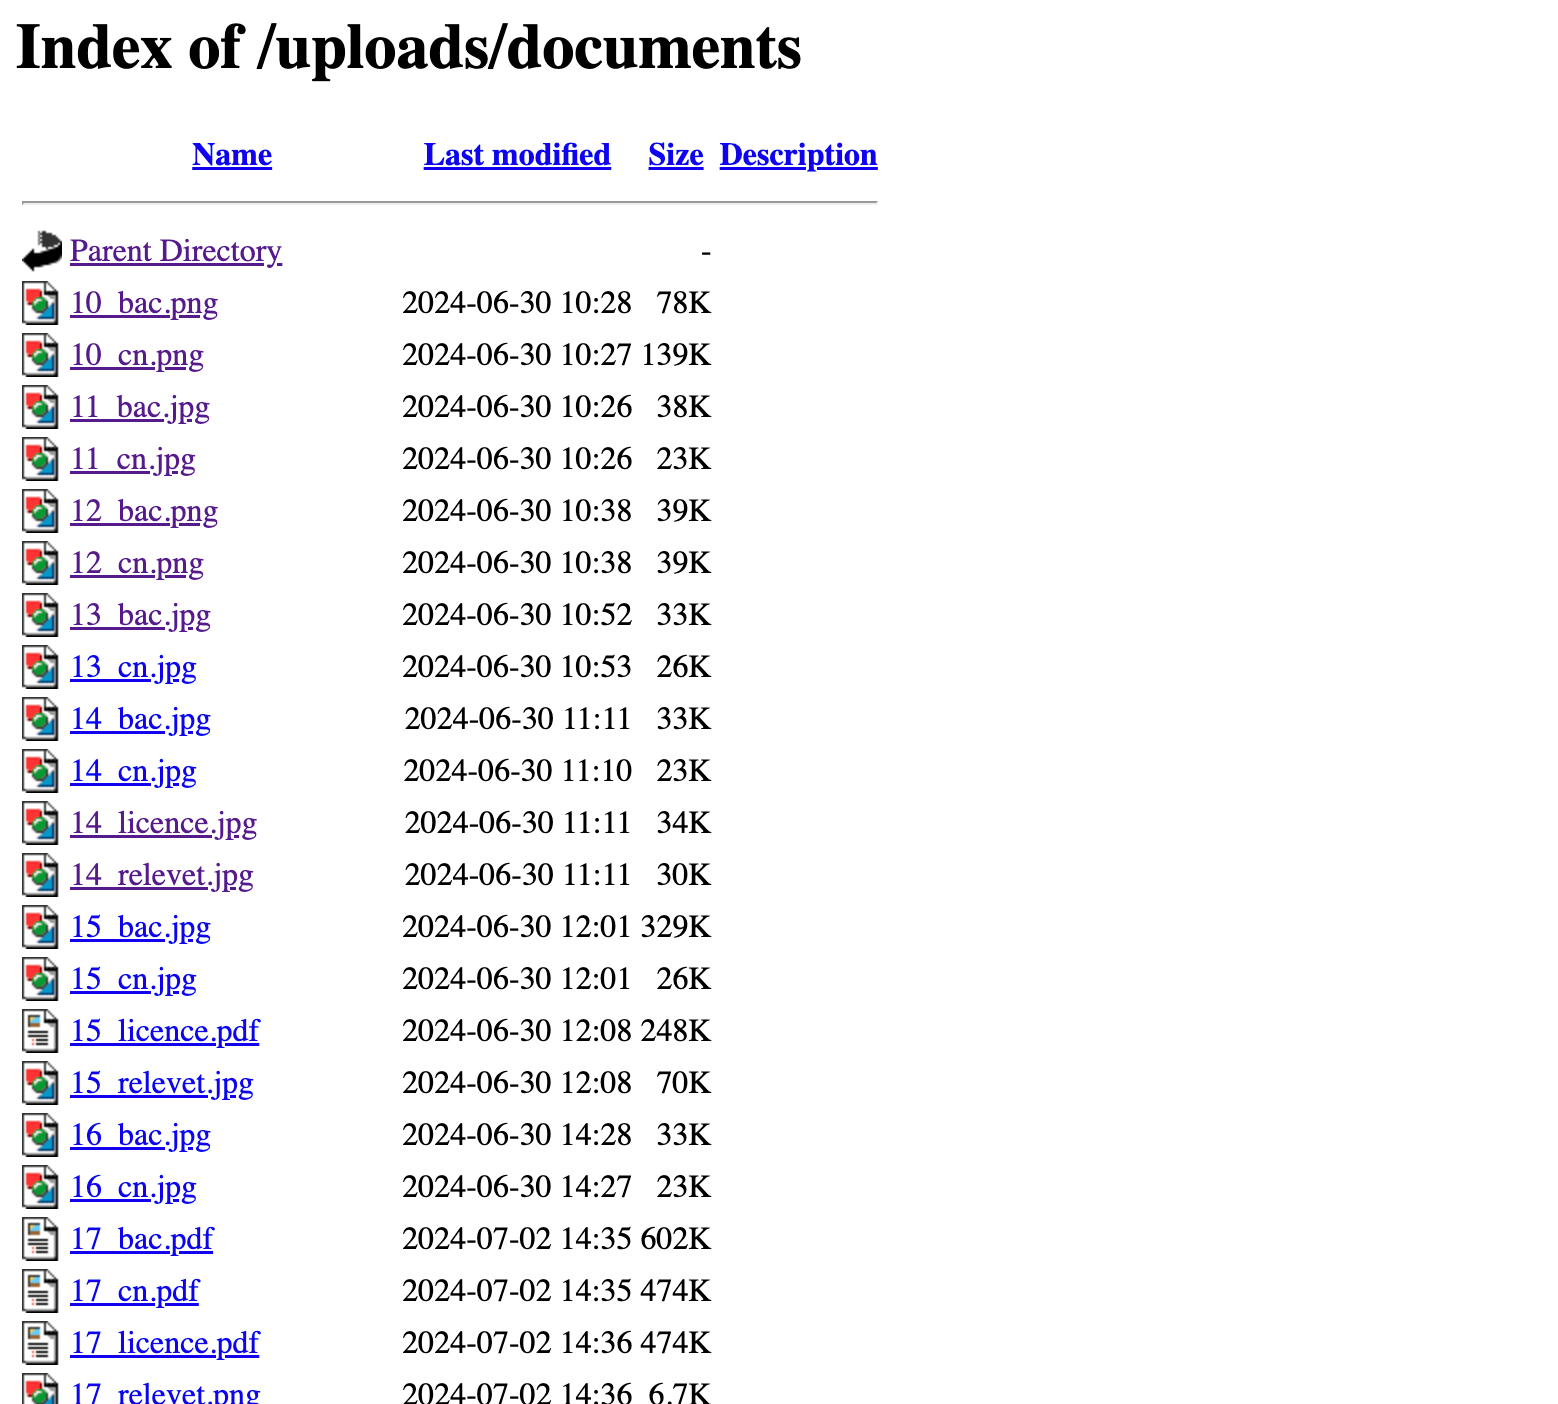 Index of /uploads/documents
Name Last modified Size Description
Parent Directory -
10_bac.png 2024-06-30 10:28 78K
10_cn.png 2024-06-30 10:27 139K
11_bac.jpg 2024-06-30 10:26 38K
11_cn.jpg 2024-06-30 10:26 23K
12_bac.png 2024-06-30 10:38 39K
12_cn.png 2024-06-30 10:38 39K
13_bac.jpg 2024-06-30 10:52 33K
13_cn.jpg 2024-06-30 10:53 26K
14_bac.jpg 2024-06-30 11:11 33K
14_cn.jpg 2024-06-30 11:10 23K
14_licence.jpg 2024-06-30 11:11 34K
14_relevet.jpg 2024-06-30 11:11 30K
15_bac.jpg 2024-06-30 12:01 329K
15_cn.jpg 2024-06-30 12:01 26K
15_licence.pdf 2024-06-30 12:08 248K
15_relevet.jpg 2024-06-30 12:08 70K
16_bac.jpg 2024-06-30 14:28 33K
16_cn.jpg 2024-06-30 14:27 23K
17_bac.pdf 2024-07-02 14:35 602K
17_cn.pdf 2024-07-02 14:35 474K
17_licence.pdf 2024-07-02 14:36 474K
17_relevet.png 2024-07-02 14:36 6.7K